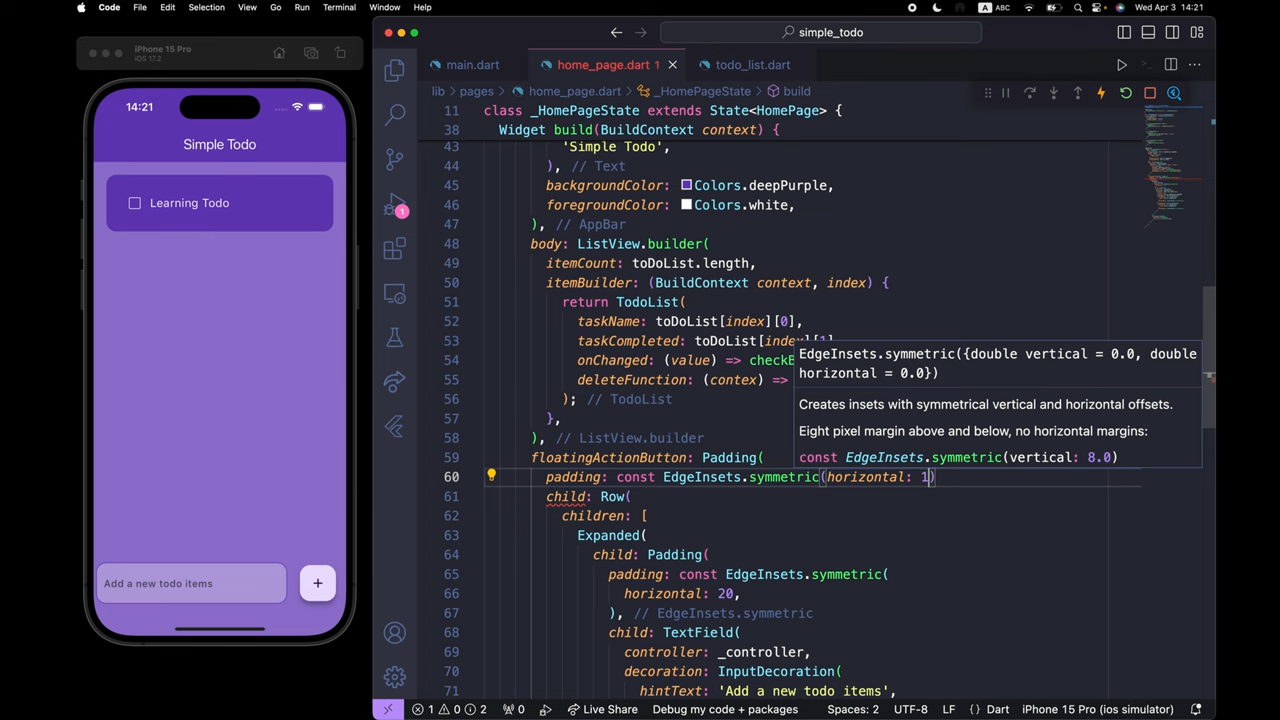 Code File Edit Selection View Go Run Terminal Window Help A ABC Wed Apr 3 14:21
iPhone 15 Pro
iOS 17.2
14:21
Simple Todo
Learning Todo
Add a new todo items
+
simple_todo
main.dart home_page.dart 1 todo_list.dart
lib > pages > home_page.dart > _HomePageState > build
11 class _HomePageState extends State<HomePage> {
38 Widget build(BuildContext context) {
43 'Simple Todo',
44 ), // Text
45 backgroundColor: Colors.deepPurple,
46 foregroundColor: Colors.white,
47 ), // AppBar
48 body: ListView.builder(
49 itemCount: toDoList.length,
50 itemBuilder: (BuildContext context, index) {
51 return TodoList(
52 taskName: toDoList[index][0],
53 taskCompleted: toDoList[index][1],
54 onChanged: (value) => checkB
55 deleteFunction: (contex) =>
56 ); // TodoList
57 },
58 ), // ListView.builder
59 floatingActionButton: Padding(
60 padding: const EdgeInsets.symmetric(horizontal: 1)
61 child: Row(
62 children: [
63 Expanded(
64 child: Padding(
65 padding: const EdgeInsets.symmetric(
66 horizontal: 20,
67 ), // EdgeInsets.symmetric
68 child: TextField(
69 controller: _controller,
70 decoration: InputDecoration(
71 hintText: 'Add a new todo items',
EdgeInsets.symmetric({double vertical = 0.0, double
horizontal = 0.0})
Creates insets with symmetrical vertical and horizontal offsets.
Eight pixel margin above and below, no horizontal margins:
const EdgeInsets.symmetric(vertical: 8.0)
1
1 0 2 0 Live Share Debug my code + packages Spaces: 2 UTF-8 LF {} Dart iPhone 15 Pro (ios simulator)